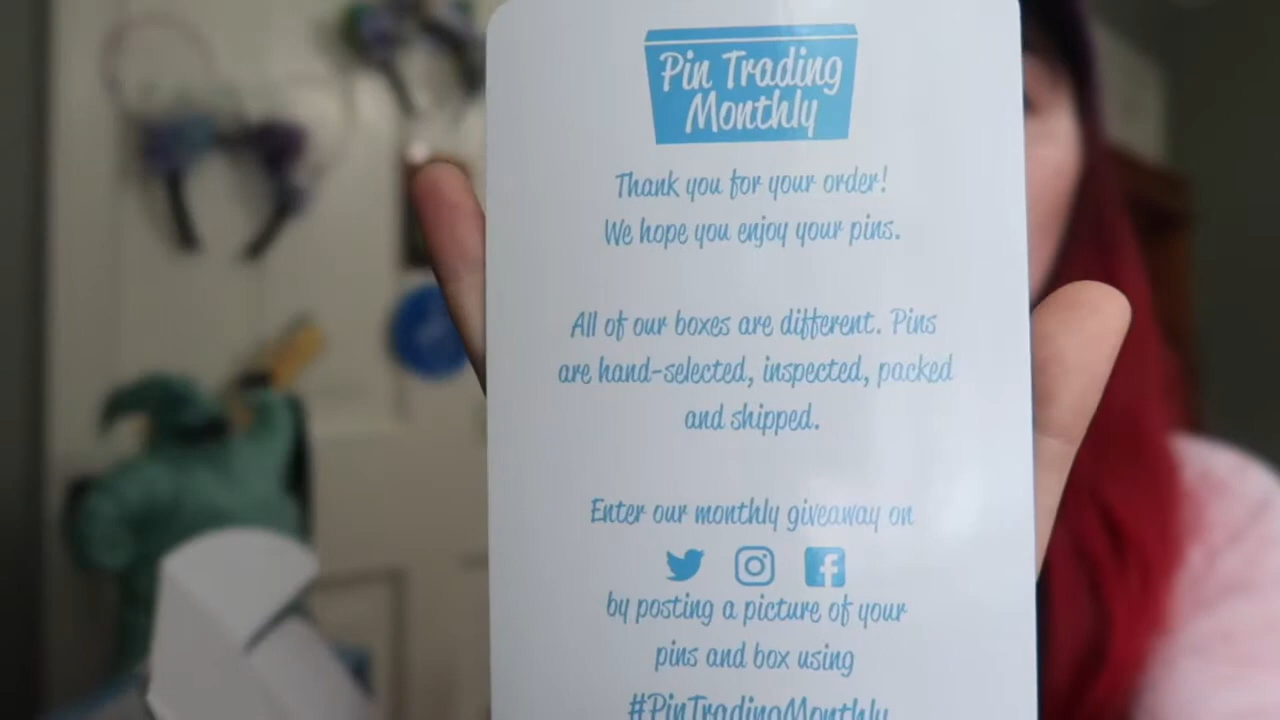 Pin Trading
Monthly
Thank you for your order!
We hope you enjoy your pins.
All of our boxes are different. Pins
are hand-selected, inspected, packed
and shipped.
Enter our monthly giveaway on
by posting a picture of your
pins and box using
#PinTradingMonthly